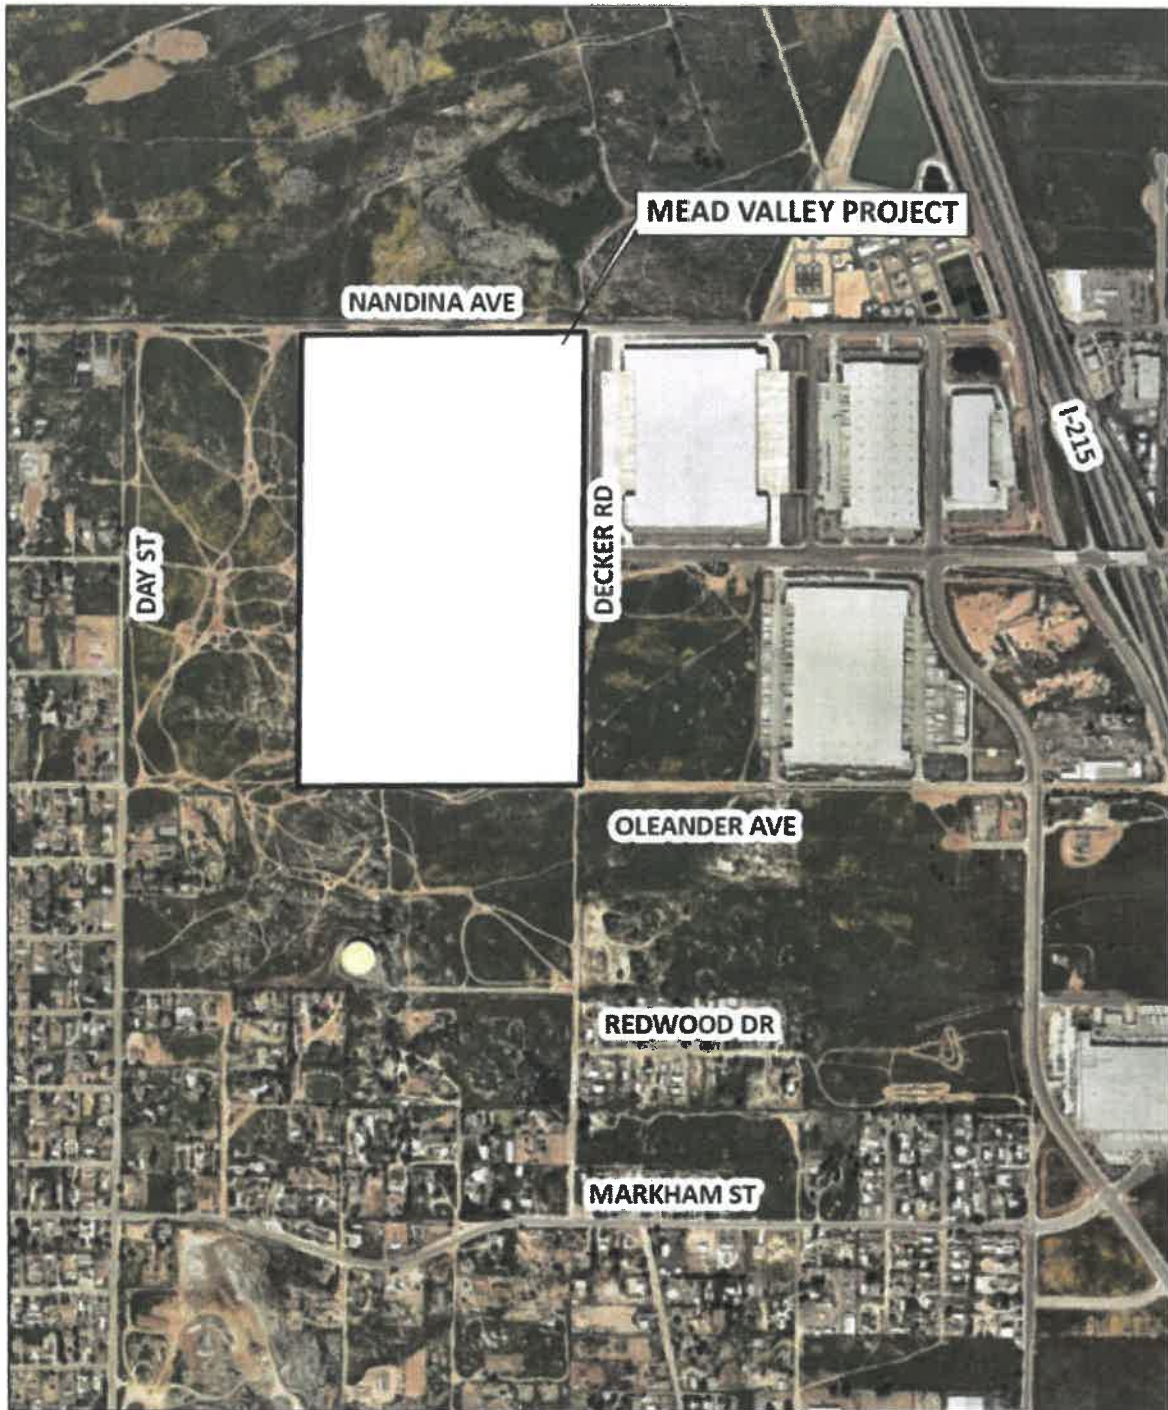 MEAD VALLEY PROJECT
NANDINA AVE
I-215
DAY ST
DECKER RD
OLEANDER AVE
REDWOOD DR
MARKHAM ST